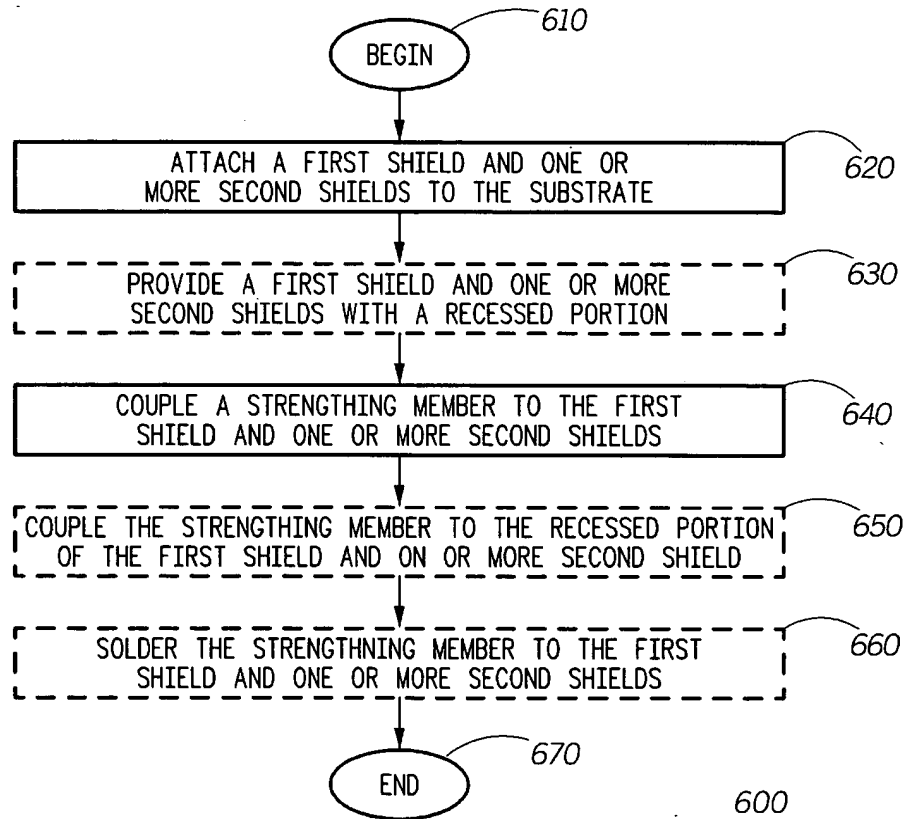 610
BEGIN
ATTACH A FIRST SHIELD AND ONE OR
MORE SECOND SHIELDS TO THE SUBSTRATE
620
PROVIDE A FIRST SHIELD AND ONE OR MORE
SECOND SHIELDS WITH A RECESSED PORTION
630
COUPLE A STRENGTHING MEMBER TO THE FIRST
SHIELD AND ONE OR MORE SECOND SHIELDS
640
COUPLE THE STRENGTHING MEMBER TO THE RECESSED PORTION
OF THE FIRST SHIELD AND ON OR MORE SECOND SHIELD
650
SOLDER THE STRENGTHNING MEMBER TO THE FIRST
SHIELD AND ONE OR MORE SECOND SHIELDS
660
END
670
600